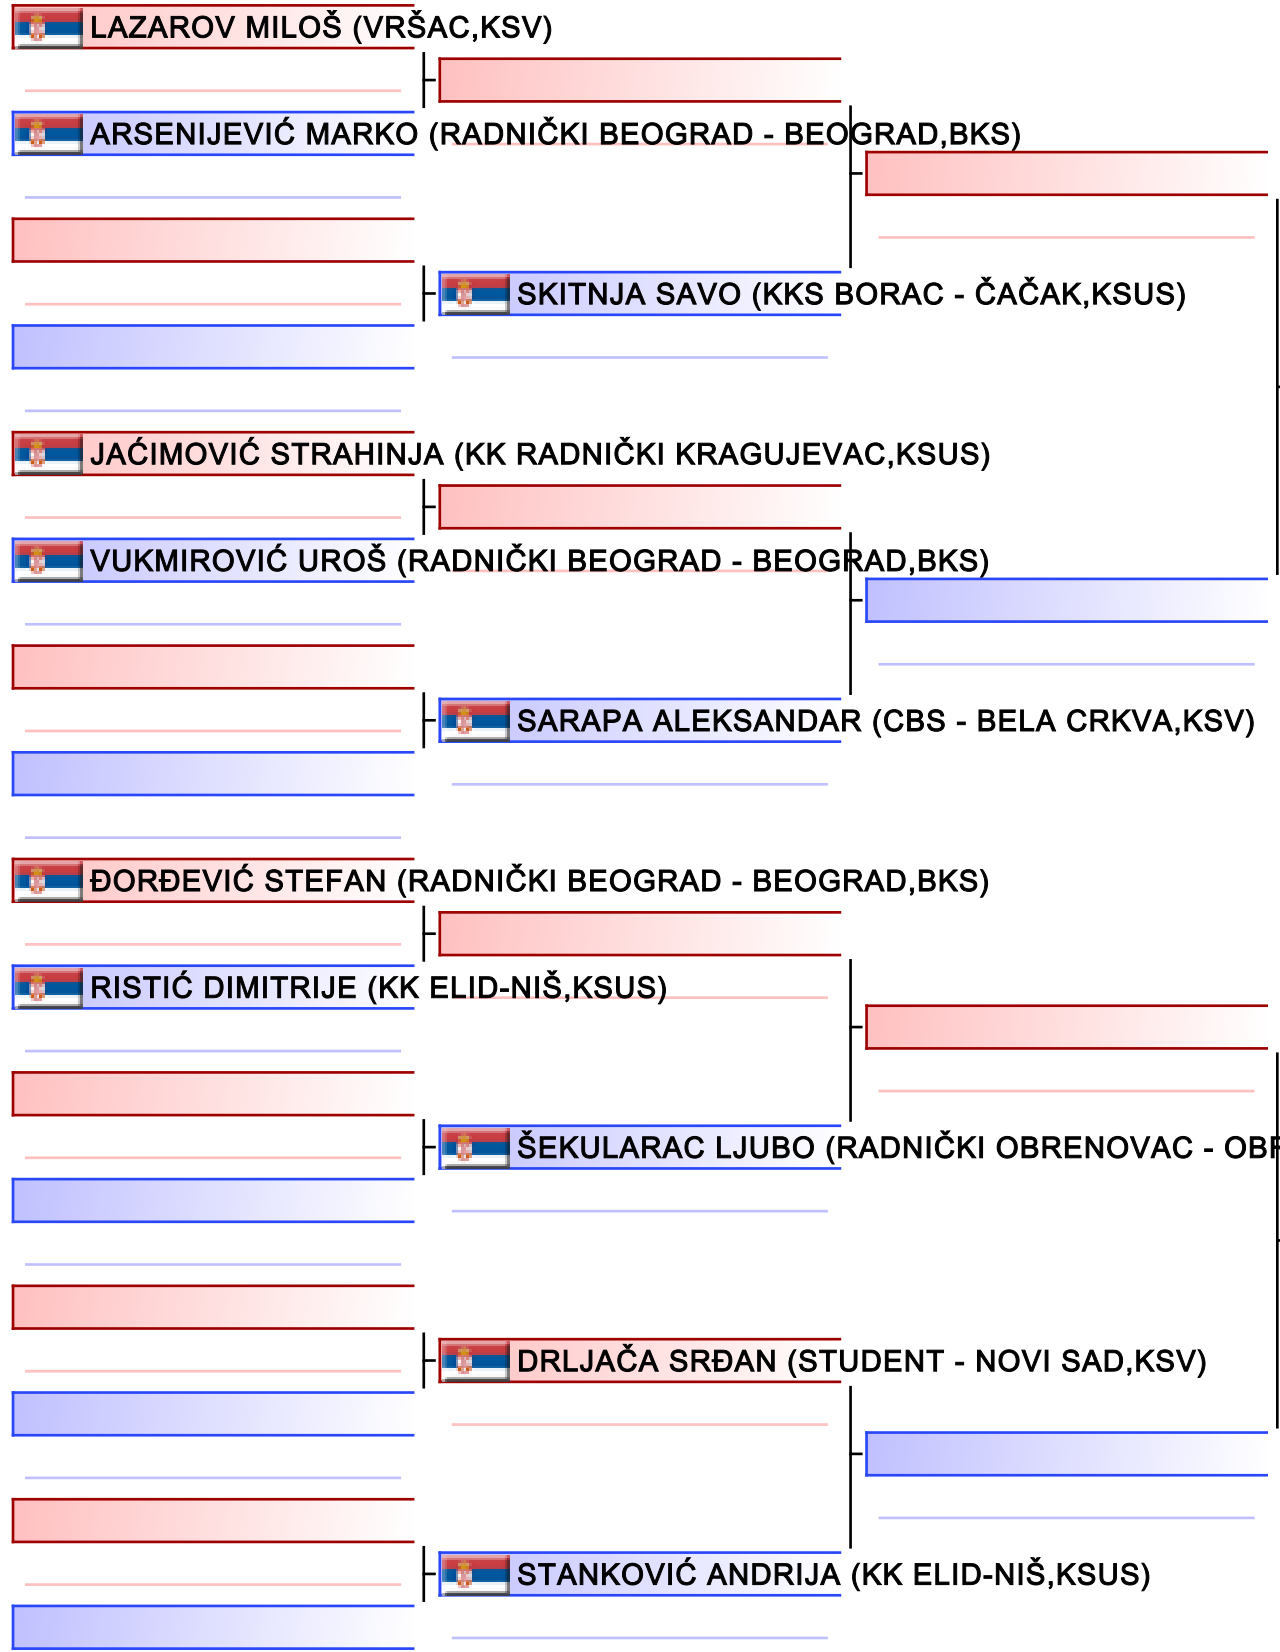 LAZAROV MILOŠ (VRŠAC,KSV)
ARSENIJEVIĆ MARKO (RADNIČKI BEOGRAD - BEOGRAD,BKS)
SKITNJA SAVO (KKS BORAC - ČAČAK,KSUS)
JAĆIMOVIĆ STRAHINJA (KK RADNIČKI KRAGUJEVAC,KSUS)
VUKMIROVIĆ UROŠ (RADNIČKI BEOGRAD - BEOGRAD,BKS)
SARAPA ALEKSANDAR (CBS - BELA CRKVA,KSV)
ĐORĐEVIĆ STEFAN (RADNIČKI BEOGRAD - BEOGRAD,BKS)
RISTIĆ DIMITRIJE (KK ELID-NIŠ,KSUS)
ŠEKULARAC LJUBO (RADNIČKI OBRENOVAC - OBR
DRLJAČA SRĐAN (STUDENT - NOVI SAD,KSV)
STANKOVIĆ ANDRIJA (KK ELID-NIŠ,KSUS)